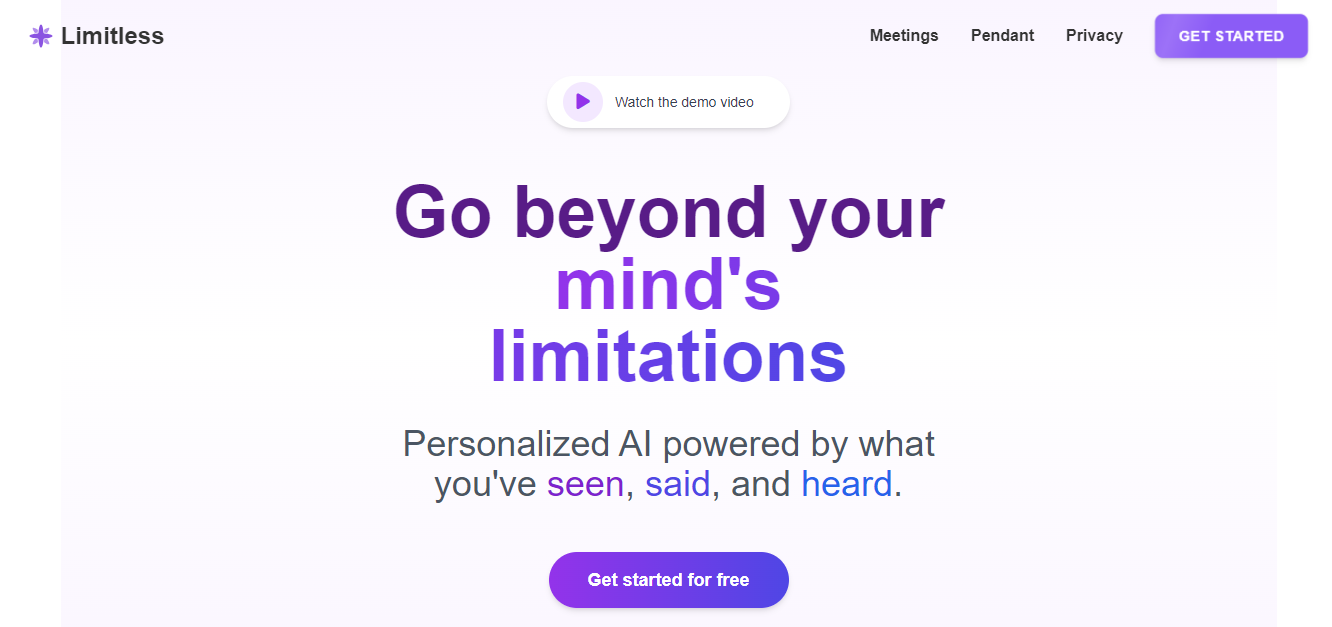 Limitless
Meetings
Pendant
Privacy
GET STARTED
Watch the demo video
Go beyond your
mind's
limitations
Personalized AI powered by what
you've seen, said, and heard.
Get started for free